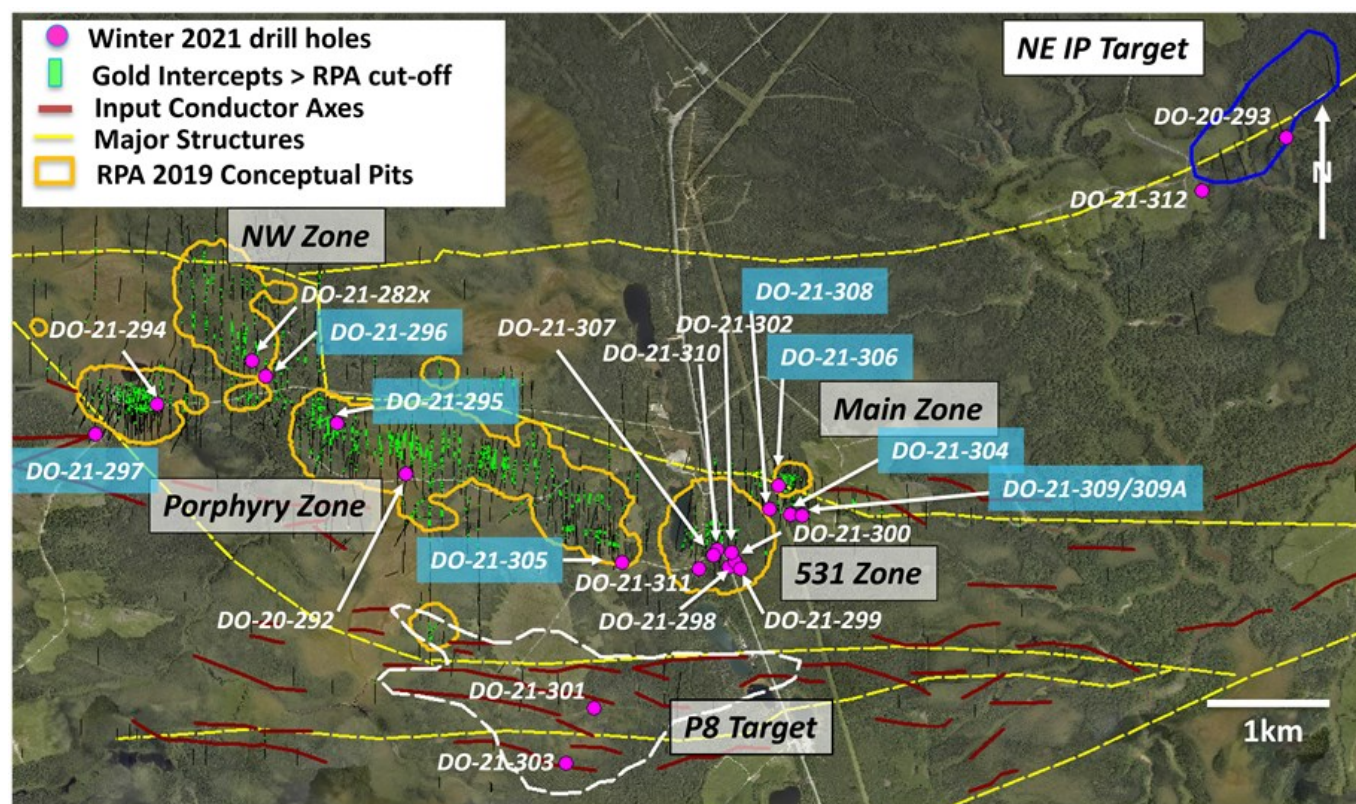 Winter 2021 drill holes
Gold Intercepts > RPA cut-off
Input Conductor Axes
Major Structures
RPA 2019 Conceptual Pits
NE IP Target
DO-20-293
N
DO-21-312
NW Zone
DO-21-282x
DO-21-294
DO-21-296
DO-21-308
DO-21-307
DO-21-302
DO-21-310
DO-21-306
DO-21-295
Main Zone
DO-21-304
DO-21-297
DO-21-309/309A
Porphyry Zone
DO-21-300
DO-21-305
DO-21-311
531 Zone
DO-20-292
DO-21-298
DO-21-299
DO-21-301
P8 Target
1km
DO-21-303